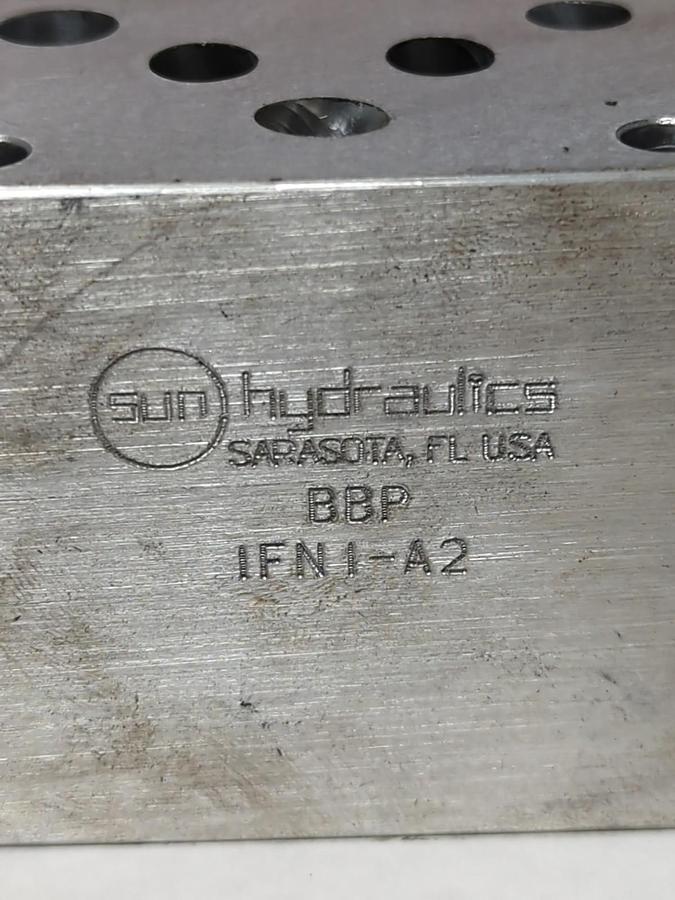 sun hydraulics
SARASOTA, FL USA
BBP
IFN1-A2